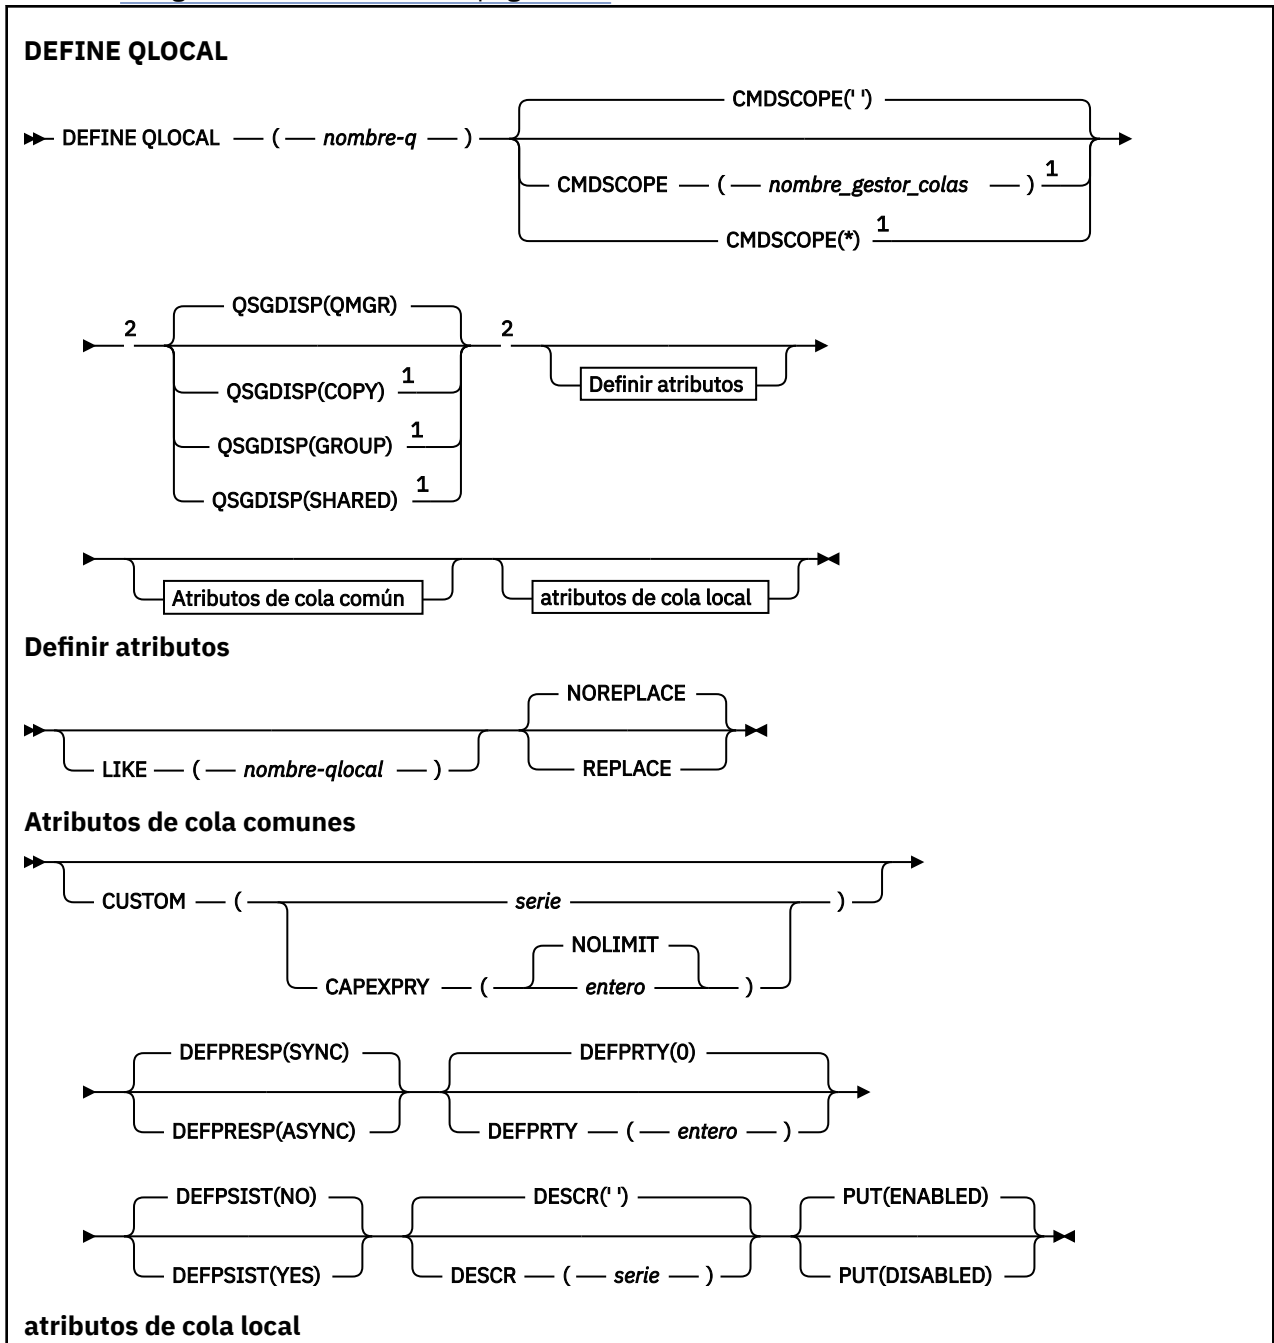 DEFINE QLOCAL
CMDSCOPE(' ')
DEFINE QLOCAL ( nombre-q )
CMDSCOPE ( nombre_gestor_colas ) 1
CMDSCOPE(*) 1
QSGDISP(QMGR)
2 2
QSGDISP(COPY) 1
Definir atributos
QSGDISP(GROUP) 1
QSGDISP(SHARED) 1
Atributos de cola común atributos de cola local
Definir atributos
NOREPLACE
LIKE ( nombre-qlocal ) REPLACE
Atributos de cola comunes
CUSTOM ( serie )
NOLIMIT
CAPEXPRY ( entero )
DEFPRESP(SYNC) DEFPRTY(0)
DEFPRESP(ASYNC) DEFPRTY ( entero )
DEFPSIST(NO) DESCR(' ') PUT(ENABLED)
DEFPSIST(YES) DESCR ( serie ) PUT(DISABLED)
atributos de cola local